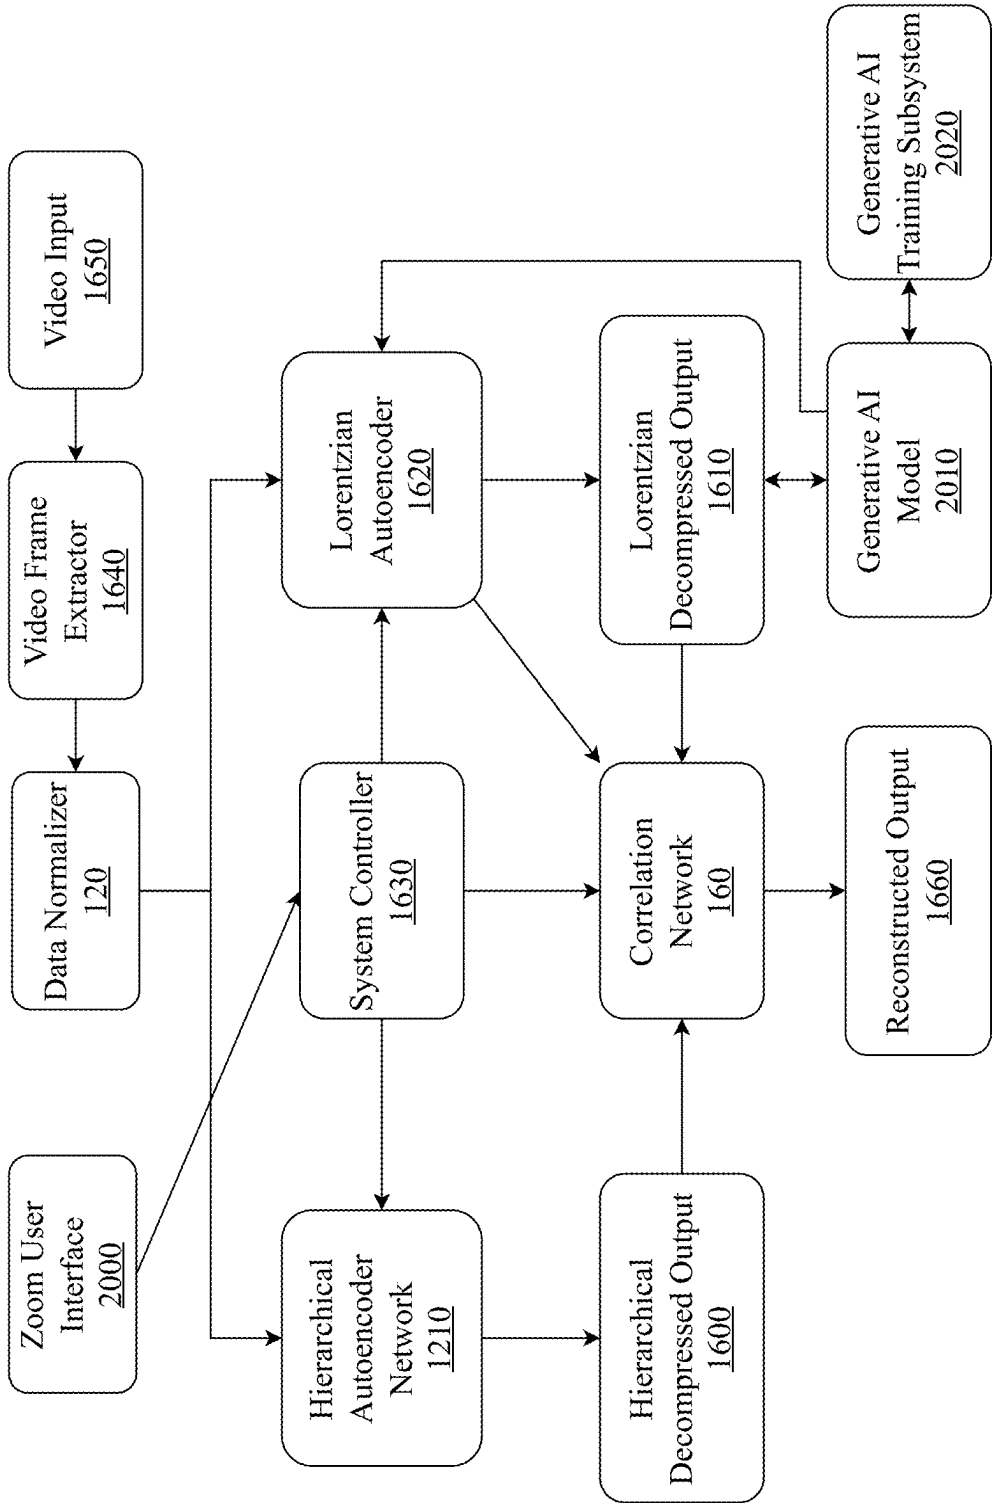 Zoom User
Interface
2000
Data Normalizer
120
Video Frame
Extractor
1640
Video Input
1650
Hierarchical
Autoencoder
Network
1210
System Controller
1630
Lorentzian
Autoencoder
1620
Hierarchical
Decompressed Output
1600
Correlation
Network
160
Lorentzian
Decompressed Output
1610
Reconstructed Output
1660
Generative AI
Model
2010
Generative AI
Training Subsystem
2020